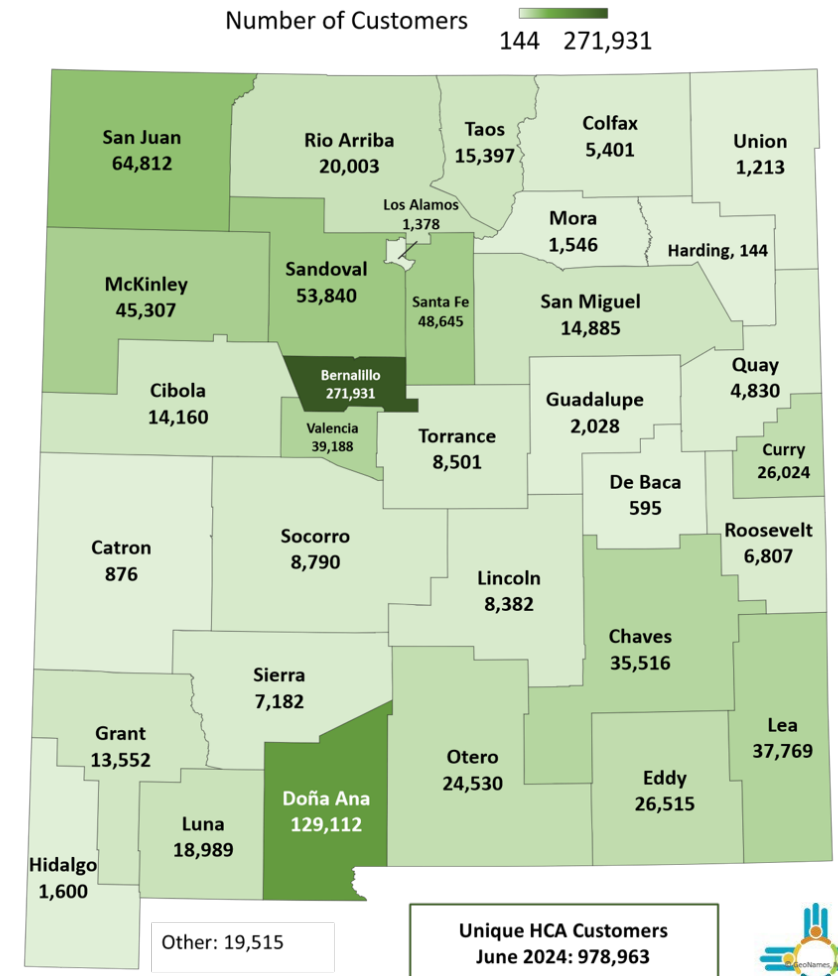 Number of Customers
144 271,931
San Juan
64,812
Rio Arriba
20,003
Taos
15,397
Colfax
5,401
Union
1,213
Los Alamos
1,378
Mora
1,546
Harding, 144
McKinley
45,307
Sandoval
53,840
Santa Fe
48,645
San Miguel
14,885
Quay
4,830
Cibola
14,160
Bernalillo
271,931
Valencia
39,188
Torrance
8,501
Guadalupe
2,028
Curry
26,024
De Baca
595
Roosevelt
6,807
Catron
876
Socorro
8,790
Lincoln
8,382
Chaves
35,516
Sierra
7,182
Grant
13,552
Otero
24,530
Lea
37,769
Eddy
26,515
Doña Ana
129,112
Luna
18,989
Hidalgo
1,600
Other: 19,515
Unique HCA Customers
June 2024: 978,963
© GeoNames,